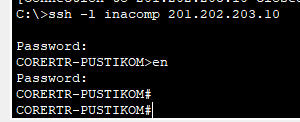 C:\>ssh -l inacomp 201.202.203.10
Password:
CORERTR-PUSTIKOM>en
Password:
CORERTR-PUSTIKOM#
CORERTR-PUSTIKOM#